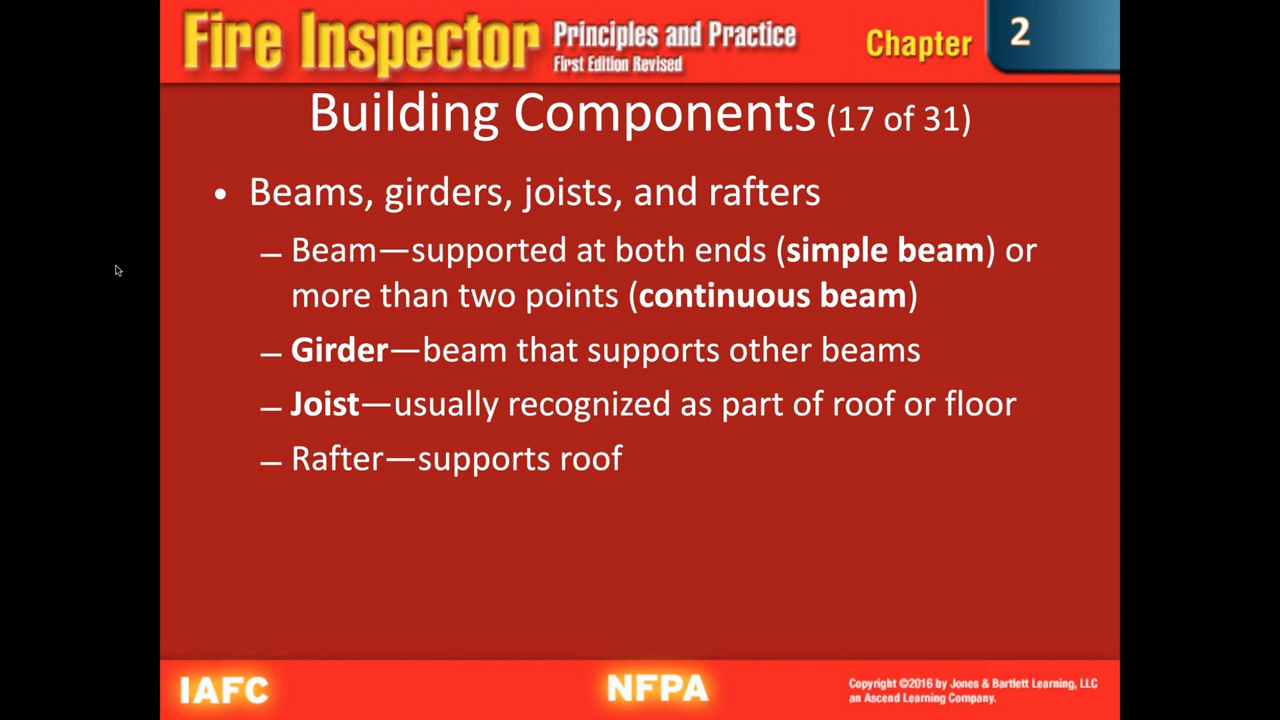 Fire Inspector Principles and Practice
First Edition Revised
Chapter 2
Building Components (17 of 31)
• Beams, girders, joists, and rafters
– Beam—supported at both ends (simple beam) or
more than two points (continuous beam)
– Girder—beam that supports other beams
– Joist—usually recognized as part of roof or floor
– Rafter—supports roof
IAFC
NFPA
Copyright ©2016 by Jones & Bartlett Learning, LLC
an Ascend Learning Company.